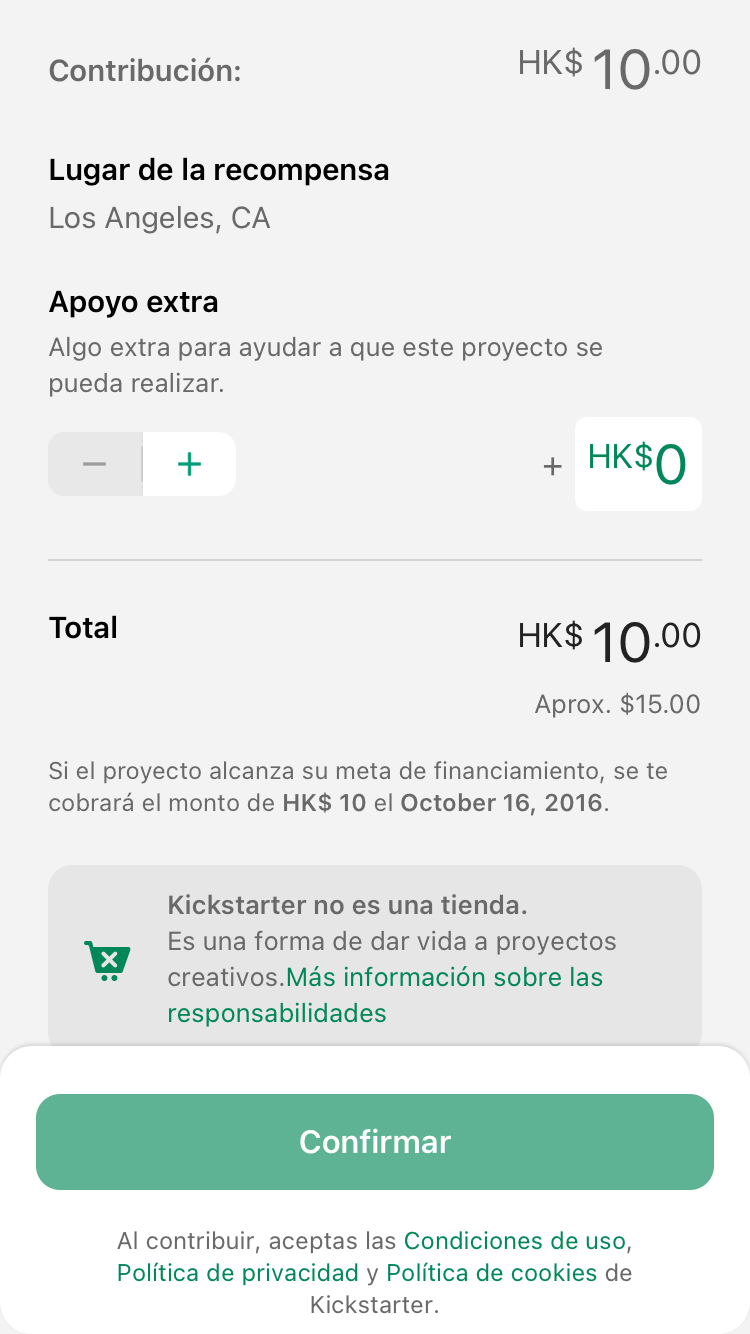 Contribución:
HK$ 10.00
Lugar de la recompensa
Los Angeles, CA
Apoyo extra
Algo extra para ayudar a que este proyecto se
pueda realizar.
− +
+ HK$0
Total
HK$ 10.00
Aprox. $15.00
Si el proyecto alcanza su meta de financiamiento, se te
cobrará el monto de HK$ 10 el October 16, 2016.
Kickstarter no es una tienda.
Es una forma de dar vida a proyectos
creativos.Más información sobre las
responsabilidades
Confirmar
Al contribuir, aceptas las Condiciones de uso,
Política de privacidad y Política de cookies de
Kickstarter.